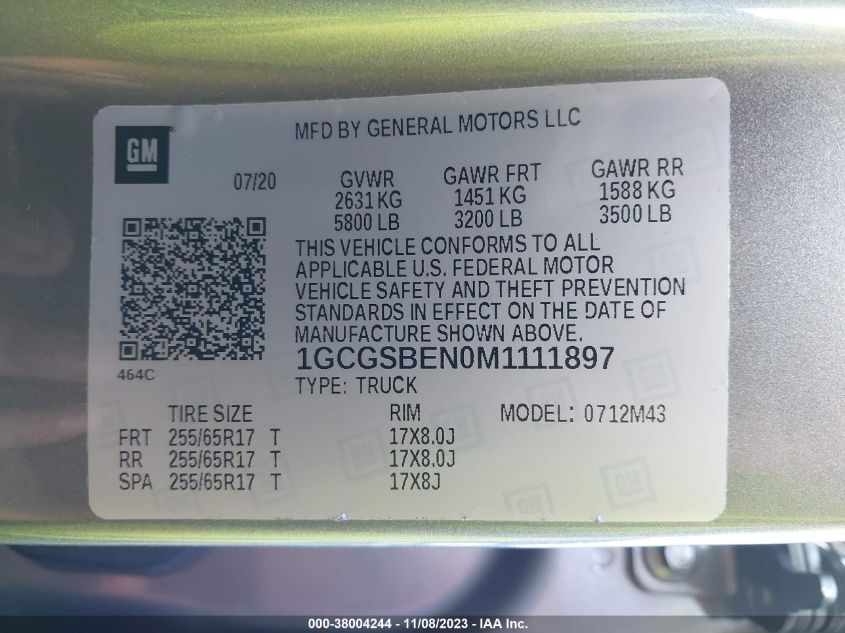 MFD BY GENERAL MOTORS LLC
GM
07/20
GVWR GAWR FRT GAWR RR
2631 KG 1451 KG 1588 KG
5800 LB 3200 LB 3500 LB
THIS VEHICLE CONFORMS TO ALL
APPLICABLE U.S. FEDERAL MOTOR
VEHICLE SAFETY AND THEFT PREVENTION
STANDARDS IN EFFECT ON THE DATE OF
MANUFACTURE SHOWN ABOVE.
1GCGSBEN0M1111897
464C
TYPE: TRUCK
TIRE SIZE RIM MODEL: 0712M43
FRT 255/65R17 T 17X8.0J
RR 255/65R17 T 17X8.0J
SPA 255/65R17 T 17X8J
000-38004244 - 11/08/2023 - IAA Inc.